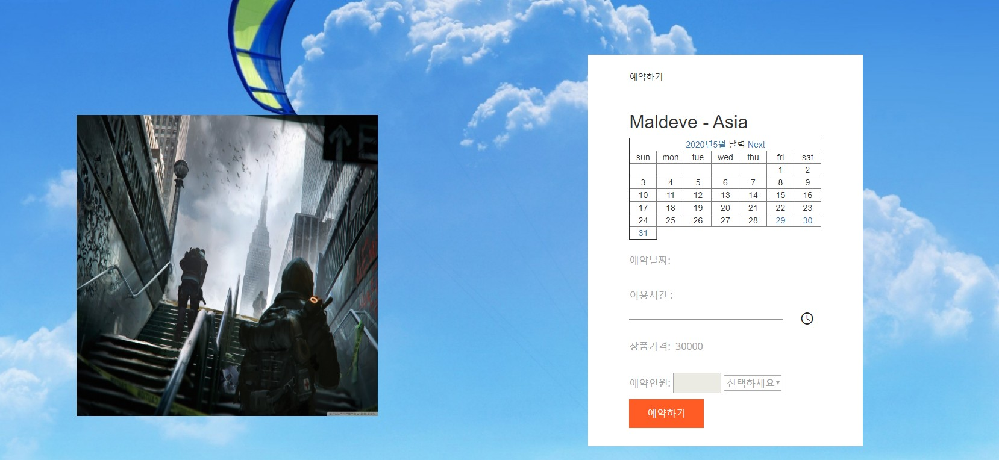 E
예약하기
Maldeve - Asia
2020년5월 달력 Next
sun mon tue wed thu fri sat
1 2
3 4 5 6 7 8 9
10 11 12 13 14 15 16
17 18 19 20 21 22 23
24 25 26 27 28 29 30
31
예약날짜:
이용시간 :
상품가격: 30000
예약인원: 선택하세요
예약하기